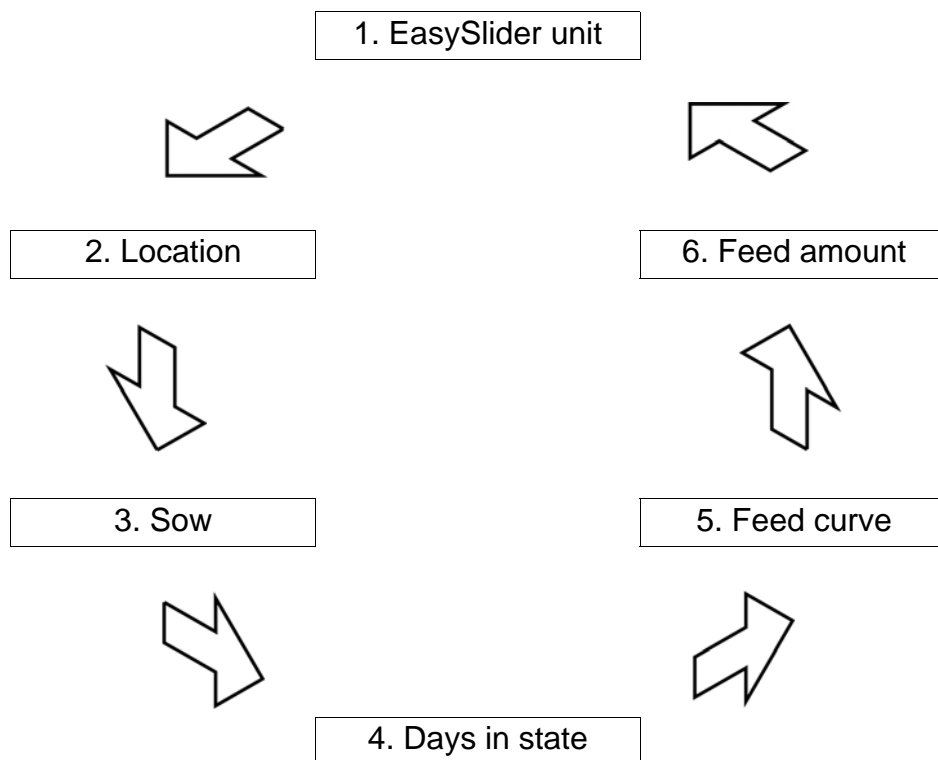 1. EasySlider unit
2. Location
6. Feed amount
3. Sow
5. Feed curve
4. Days in state